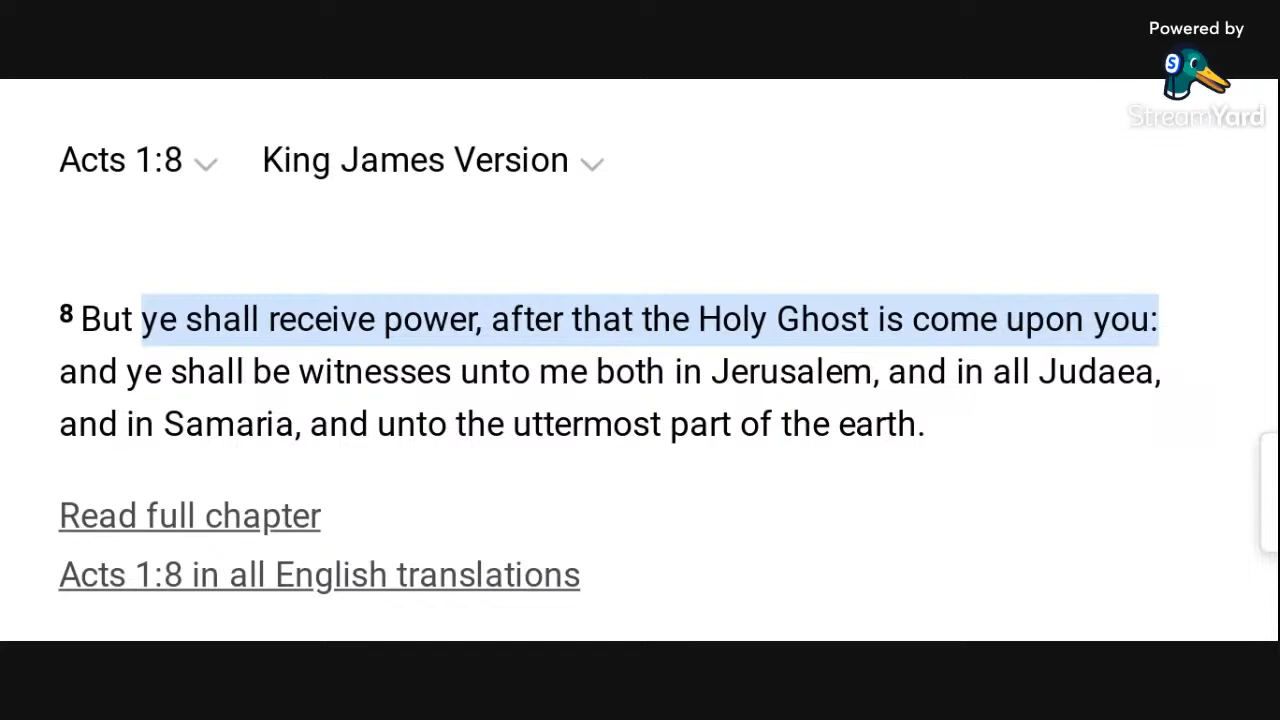 Powered by
S
StreamYard
Acts 1:8 King James Version
8 But ye shall receive power, after that the Holy Ghost is come upon you:
and ye shall be witnesses unto me both in Jerusalem, and in all Judaea,
and in Samaria, and unto the uttermost part of the earth.
Read full chapter
Acts 1:8 in all English translations